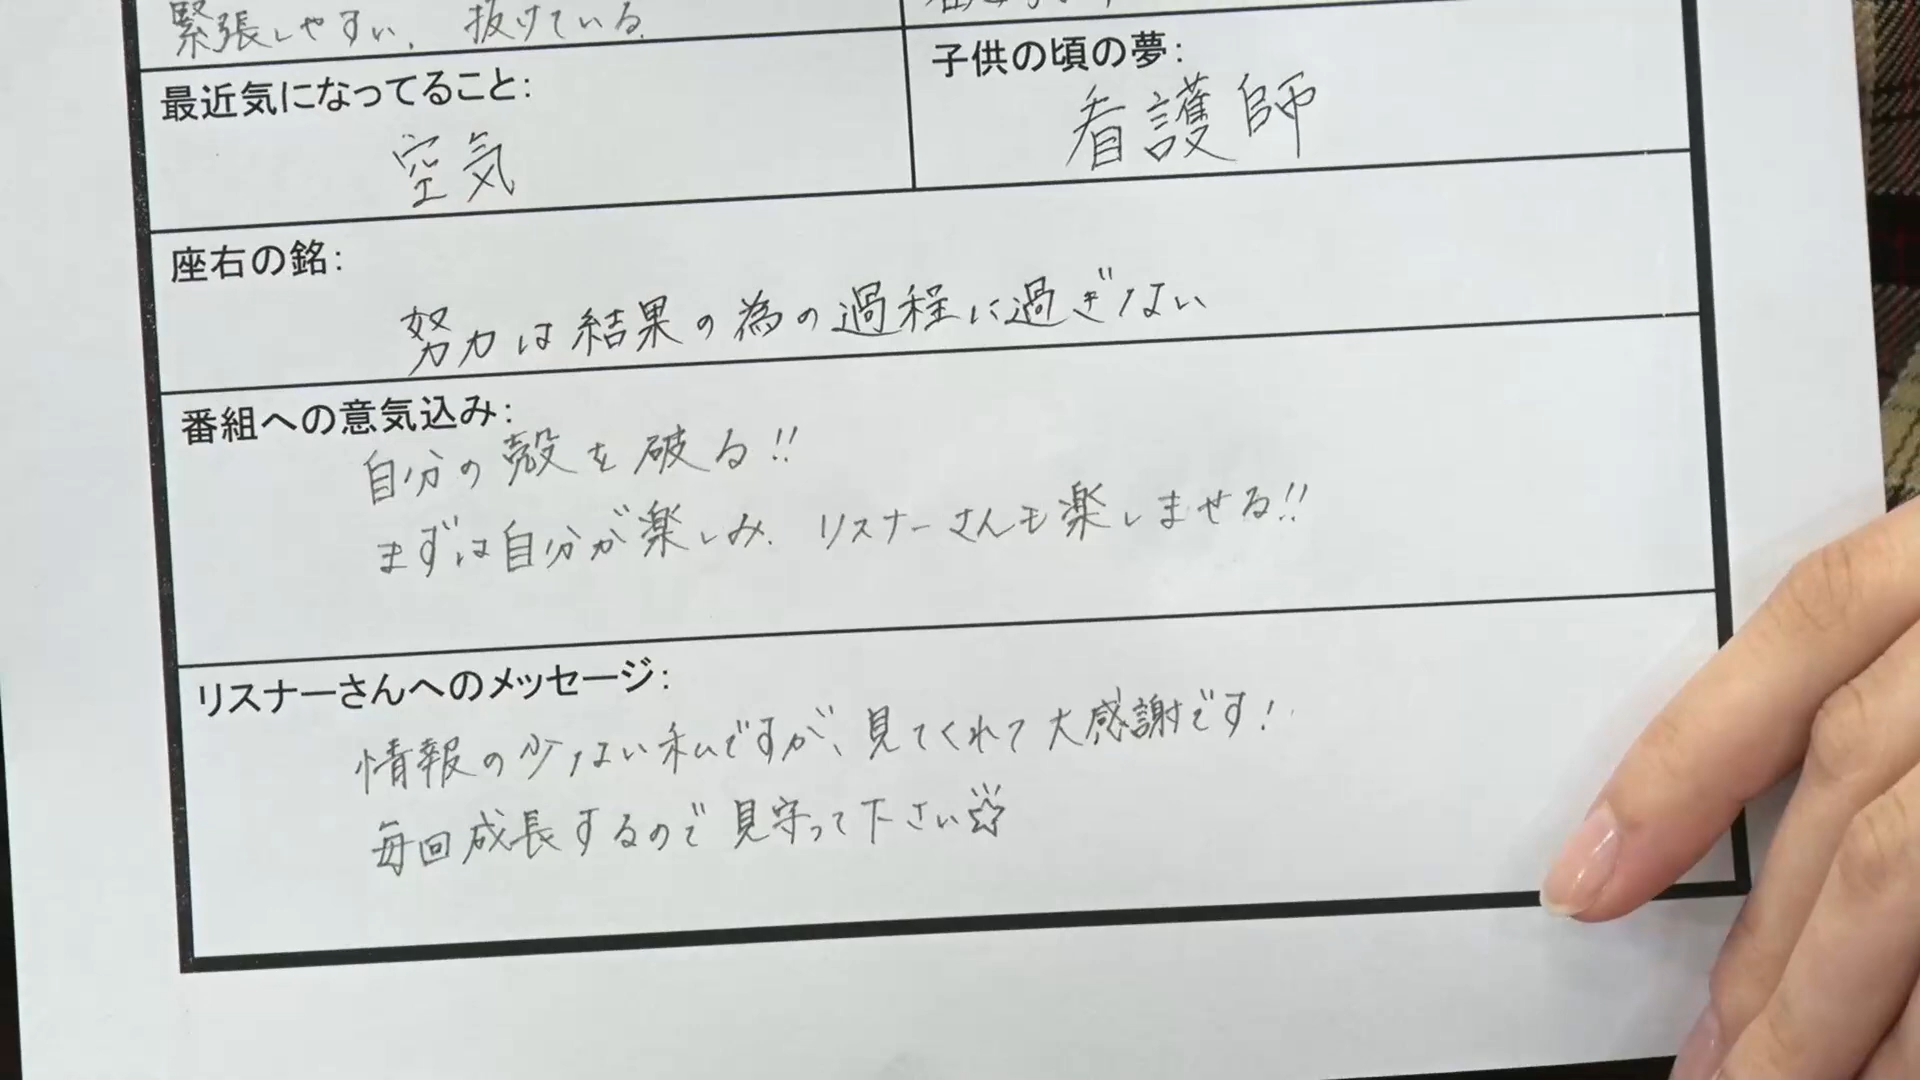 緊張しやすい、抜けている
最近気になってること:
空気
子供の頃の夢:
看護師
座右の銘:
努力は結果の為の過程に過ぎない
番組への意気込み:
自分の殻を破る!!
まずは自分が楽しみ、リスナーさんも楽しませる!!
リスナーさんへのメッセージ:
情報の少ない私ですが、見てくれて大感謝です!
毎回成長するので見守って下さい☆